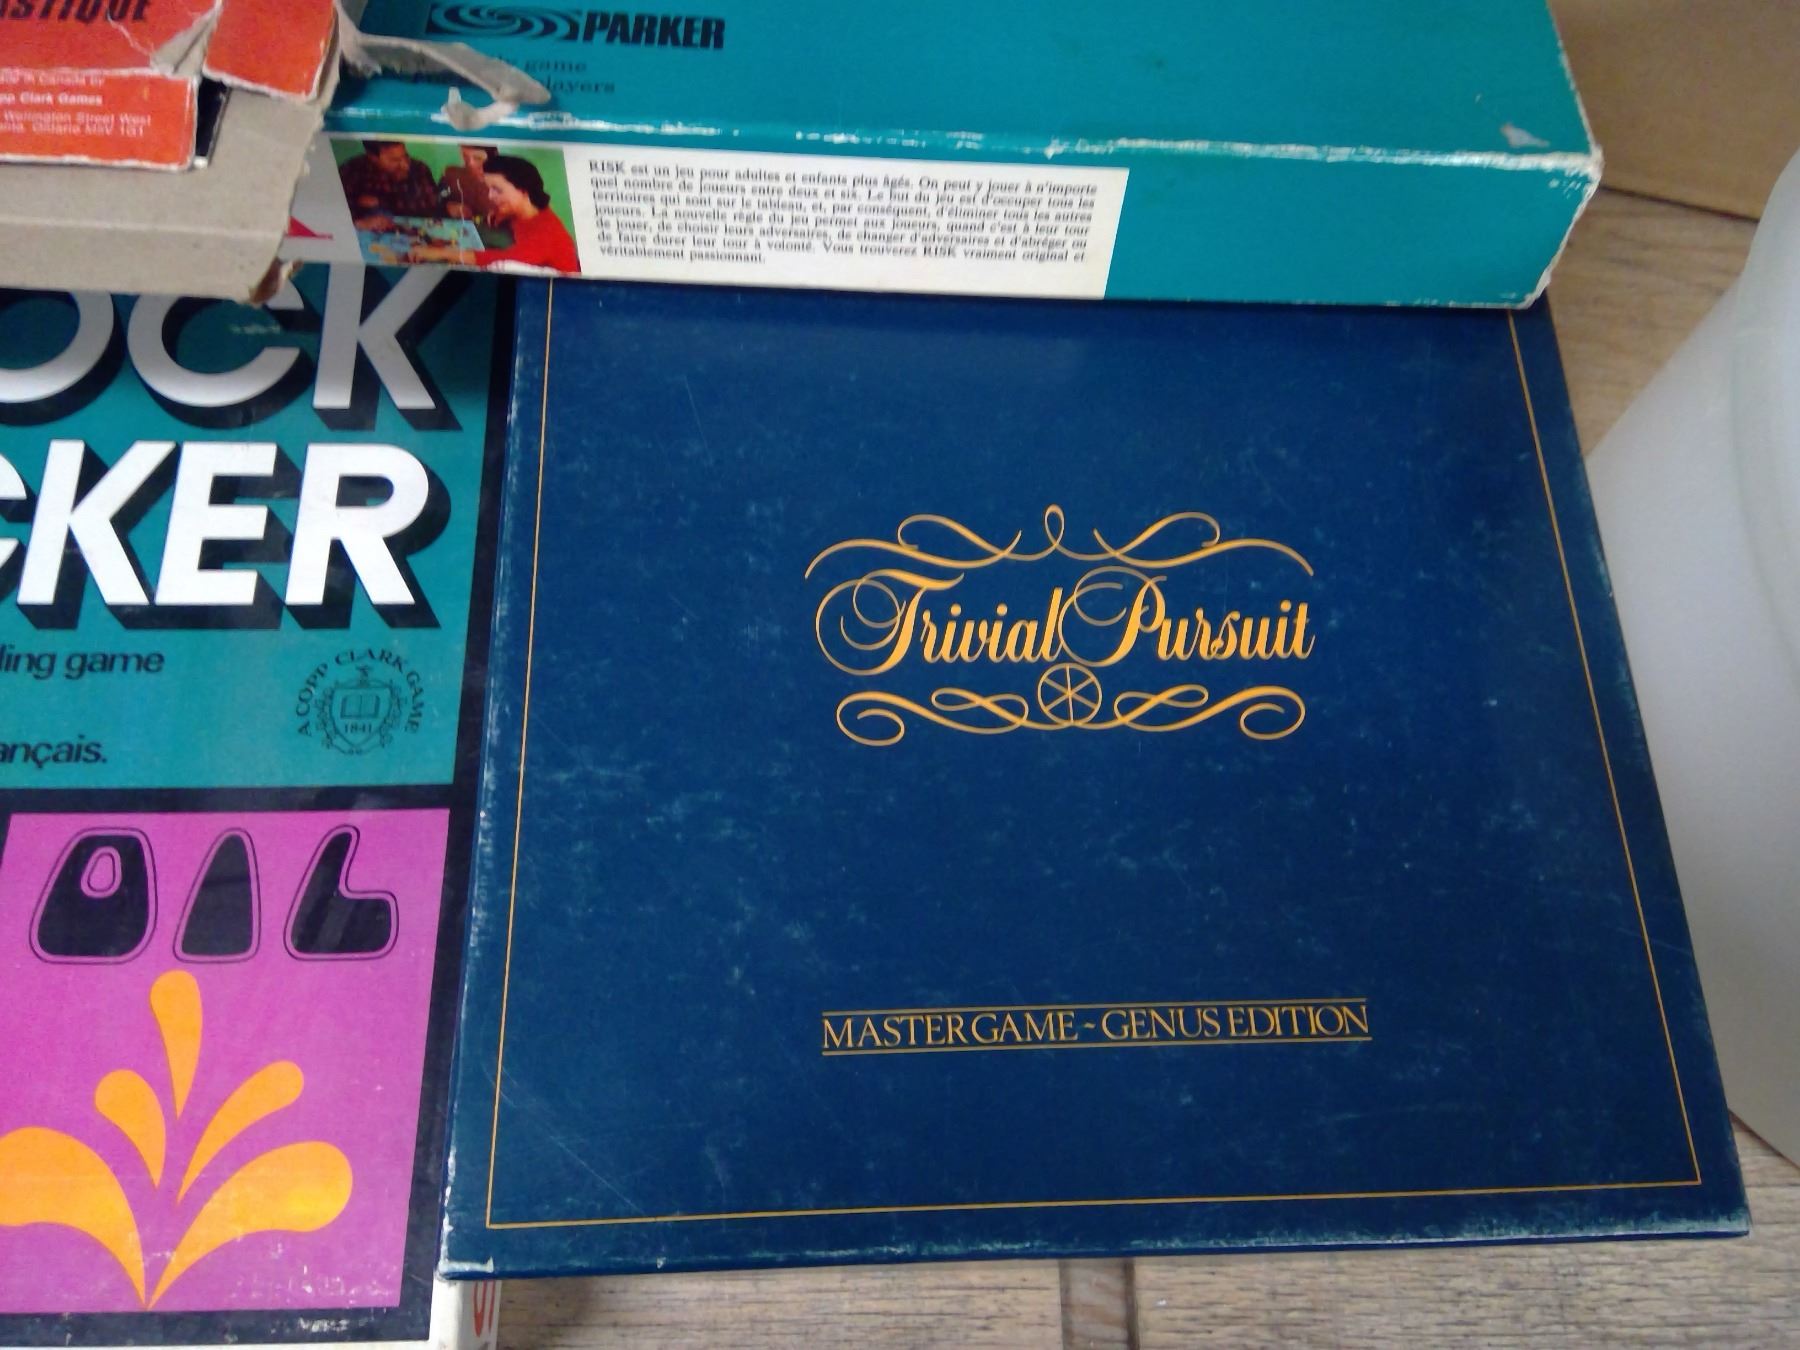 ASTIQUE
in Canada by
pp Clark Games
Wellington Street West
Ontario M5V 1G1
PARKER
game
players
RISK est un jeu pour adultes et enfants plus âgés. On peut y jouer à n'importe
quel nombre de joueurs entre deux et six. Le but du jeu est d'occuper tous les
territoires qui sont sur le tableau, et, par conséquent, d'éliminer tous les autres
joueurs. La nouvelle règle du jeu permet aux joueurs, quand c'est à leur tour
de jouer, de choisir leurs adversaires, de changer d'adversaires et d'abréger ou
de faire durer leur tour à volonté. Vous trouverez RISK vraiment original et
véritablement passionnant.
OCK
CKER
ling game
ançais.
A COPP CLARK GAME
1841
OIL
Trivial Pursuit
MASTER GAME ~ GENUS EDITION
S